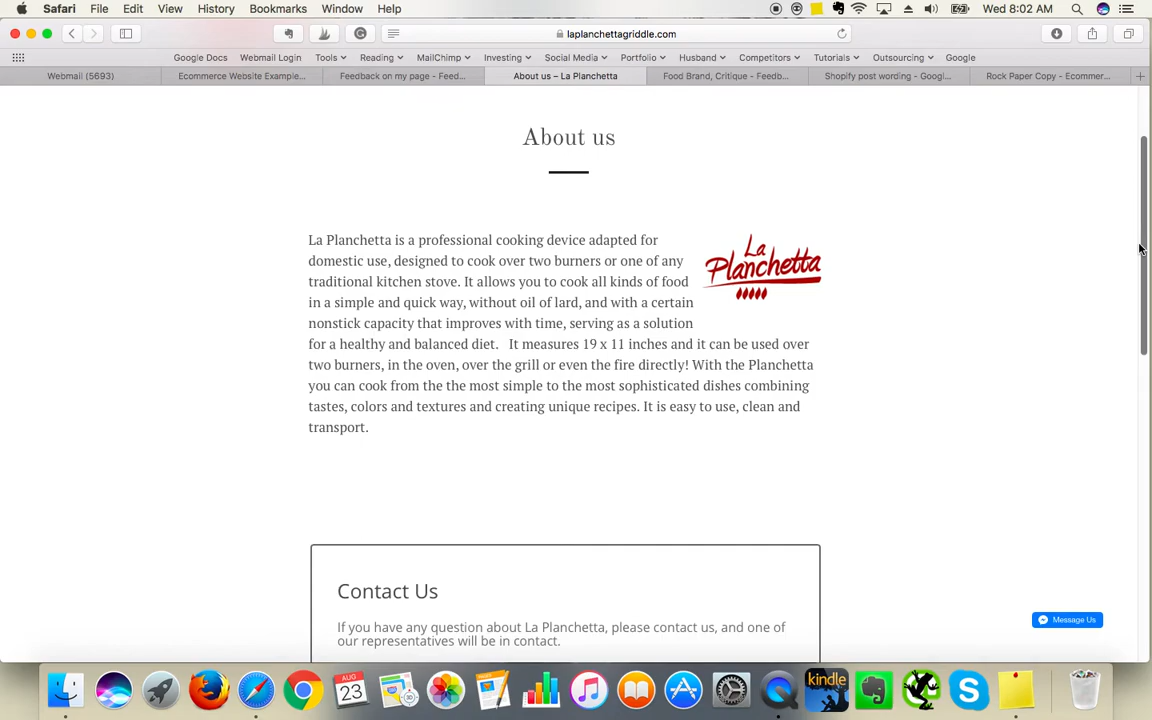 Safari File Edit View History Bookmarks Window Help Wed 8:02 AM
laplanchettagriddle.com
Google Docs Webmail Login Tools Reading MailChimp Investing Social Media Portfolio Husband Competitors Tutorials Outsourcing Google
Webmail (5693) Ecommerce Website Example... Feedback on my page - Feed... About us – La Planchetta Food Brand, Critique - Feedb... Shopify post wording - Googl... Rock Paper Copy - Ecommer...
About us
La Planchetta is a professional cooking device adapted for
domestic use, designed to cook over two burners or one of any
traditional kitchen stove. It allows you to cook all kinds of food
in a simple and quick way, without oil of lard, and with a certain
nonstick capacity that improves with time, serving as a solution
for a healthy and balanced diet. It measures 19 x 11 inches and it can be used over
two burners, in the oven, over the grill or even the fire directly! With the Planchetta
you can cook from the the most simple to the most sophisticated dishes combining
tastes, colors and textures and creating unique recipes. It is easy to use, clean and
transport.
La
Planchetta
Contact Us
If you have any question about La Planchetta, please contact us, and one of
our representatives will be in contact.
Message Us
AUG
23
kindle